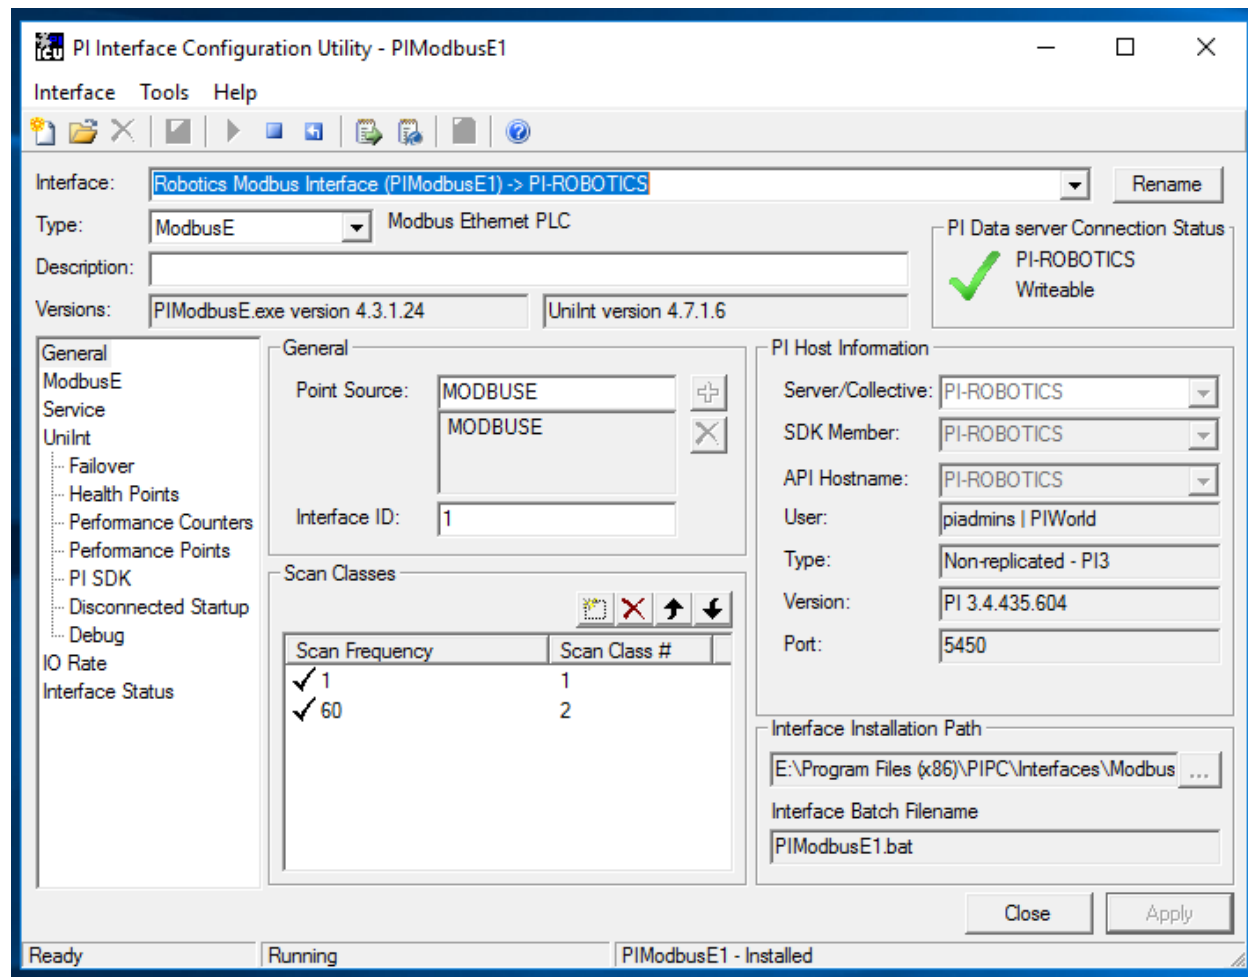 PI Interface Configuration Utility - PIModbusE1
Interface Tools Help
Interface: Robotics Modbus Interface (PIModbusE1) -> PI-ROBOTICS Rename
Type: ModbusE Modbus Ethernet PLC
Description:
Versions: PIModbusE.exe version 4.3.1.24 UniInt version 4.7.1.6
PI Data server Connection Status
PI-ROBOTICS
Writeable
General
ModbusE
Service
UniInt
Failover
Health Points
Performance Counters
Performance Points
PI SDK
Disconnected Startup
Debug
IO Rate
Interface Status
General
Point Source: MODBUSE
MODBUSE
Interface ID: 1
Scan Classes
Scan Frequency Scan Class #
1 1
60 2
PI Host Information
Server/Collective: PI-ROBOTICS
SDK Member: PI-ROBOTICS
API Hostname: PI-ROBOTICS
User: piadmins | PIWorld
Type: Non-replicated - PI3
Version: PI 3.4.435.604
Port: 5450
Interface Installation Path
E:\Program Files (x86)\PIPC\Interfaces\Modbus ...
Interface Batch Filename
PIModbusE1.bat
Close Apply
Ready Running PIModbusE1 - Installed